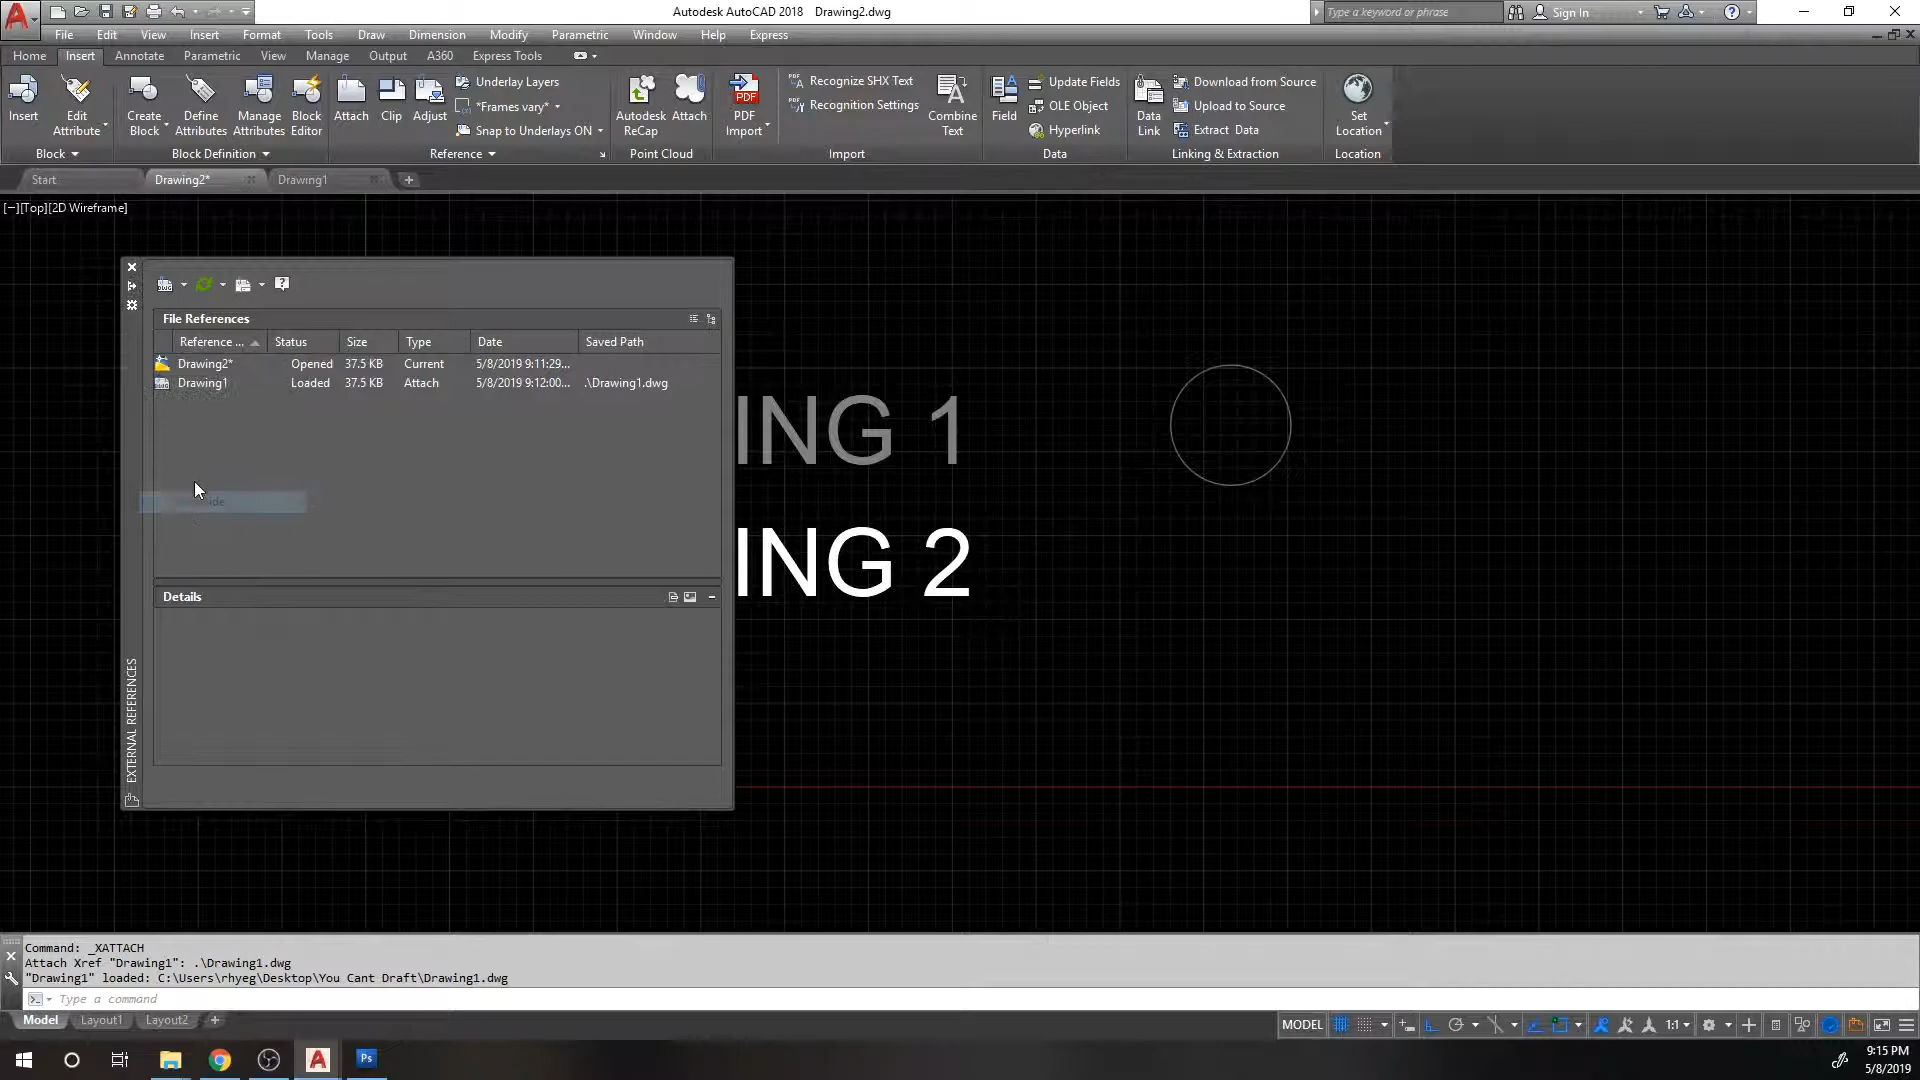 Autodesk AutoCAD 2018 Drawing2.dwg
Type a keyword or phrase
Sign In
File Edit View Insert Format Tools Draw Dimension Modify Parametric Window Help Express
Home Insert Annotate Parametric View Manage Output A360 Express Tools
Insert
Edit Attribute
Block
Create Block
Define Attributes
Manage Attributes
Block Editor
Block Definition
Attach
Clip
Adjust
Underlay Layers
*Frames vary*
Snap to Underlays ON
Reference
Autodesk ReCap
Attach
Point Cloud
PDF
PDF Import
Recognize SHX Text
Recognition Settings
Combine Text
Import
Field
Update Fields
OLE Object
Hyperlink
Data
Data Link
Download from Source
Upload to Source
Extract Data
Linking & Extraction
Set Location
Location
Start Drawing2* Drawing1
[−][Top][2D Wireframe]
File References
Reference ... Status Size Type Date Saved Path
Drawing2* Opened 37.5 KB Current 5/8/2019 9:11:29...
Drawing1 Loaded 37.5 KB Attach 5/8/2019 9:12:00... .\Drawing1.dwg
Details
EXTERNAL REFERENCES
ING 1
ING 2
Command: _XATTACH
Attach Xref "Drawing1": .\Drawing1.dwg
"Drawing1" loaded: C:\Users\rhyeg\Desktop\You Cant Draft\Drawing1.dwg
Type a command
Model Layout1 Layout2
MODEL
1:1
Ps
9:15 PM
5/8/2019